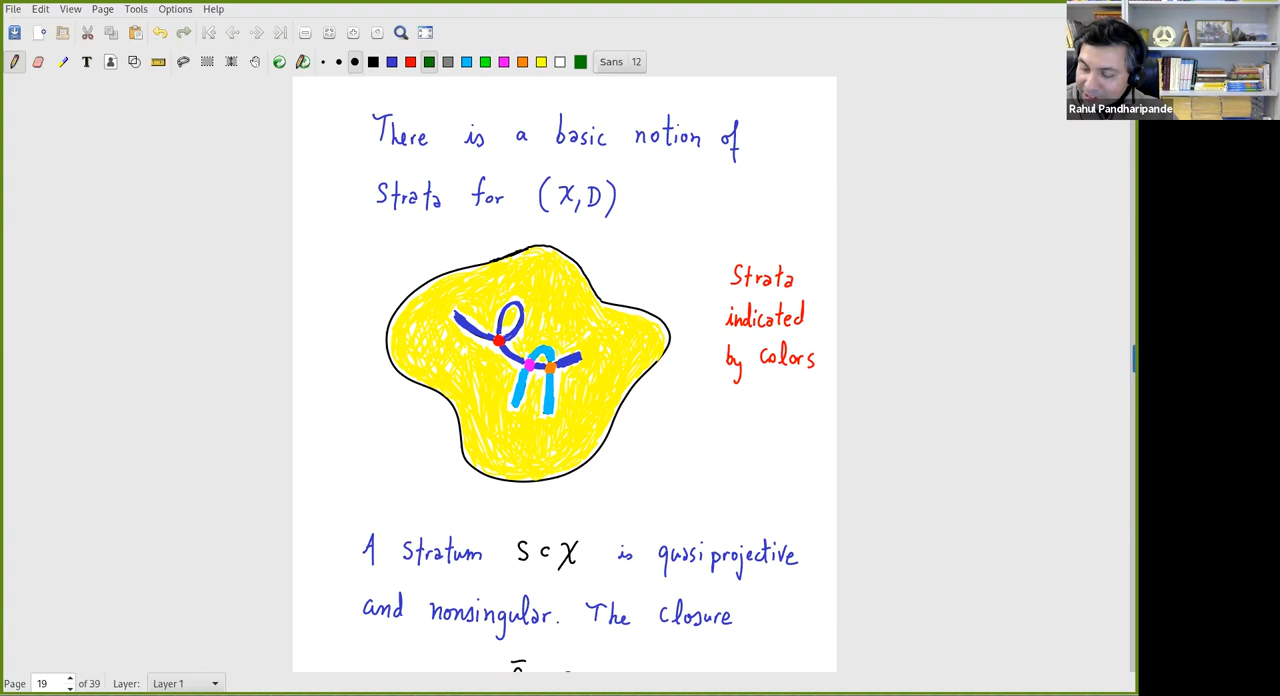 File Edit View Page Tools Options Help
Sans 12
Rahul Pandharipande
There is a basic notion of
Strata for (X,D)
Strata
indicated
by colors
A stratum S ⊂ X is quasiprojective
and nonsingular. The closure
Page 19 of 39 Layer: Layer 1